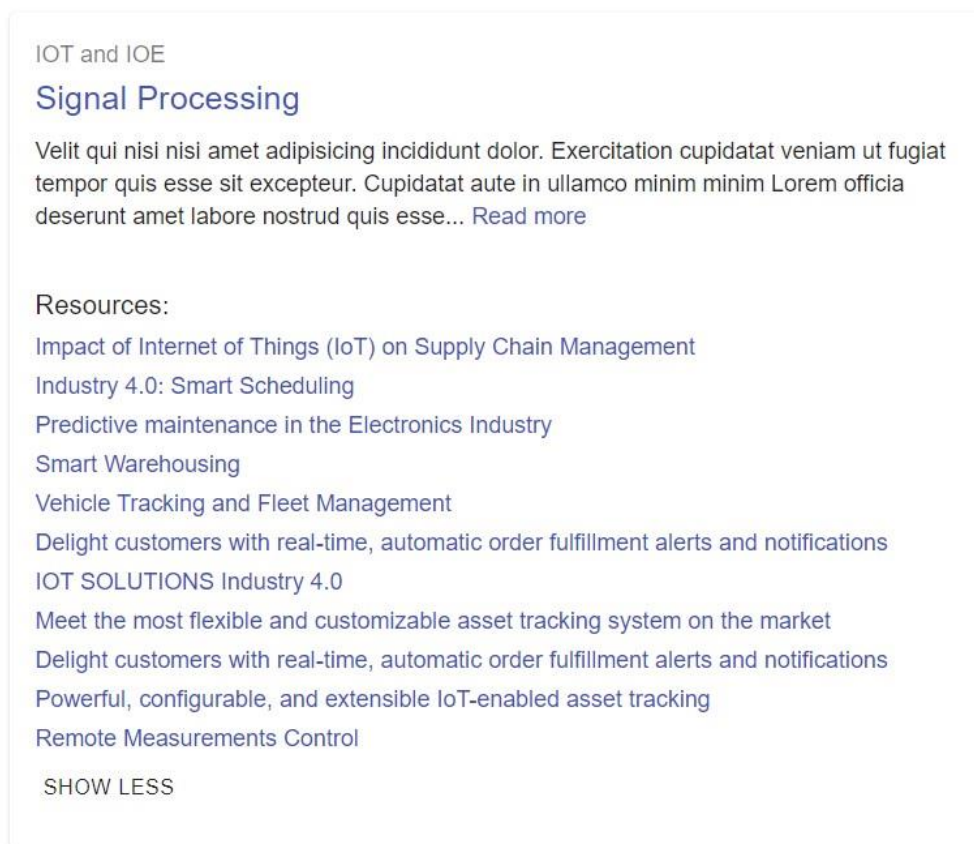 IOT and IOE
Signal Processing
Velit qui nisi nisi amet adipisicing incididunt dolor. Exercitation cupidatat veniam ut fugiat
tempor quis esse sit excepteur. Cupidatat aute in ullamco minim minim Lorem officia
deserunt amet labore nostrud quis esse... Read more
Resources:
Impact of Internet of Things (IoT) on Supply Chain Management
Industry 4.0: Smart Scheduling
Predictive maintenance in the Electronics Industry
Smart Warehousing
Vehicle Tracking and Fleet Management
Delight customers with real-time, automatic order fulfillment alerts and notifications
IOT SOLUTIONS Industry 4.0
Meet the most flexible and customizable asset tracking system on the market
Delight customers with real-time, automatic order fulfillment alerts and notifications
Powerful, configurable, and extensible IoT-enabled asset tracking
Remote Measurements Control
SHOW LESS